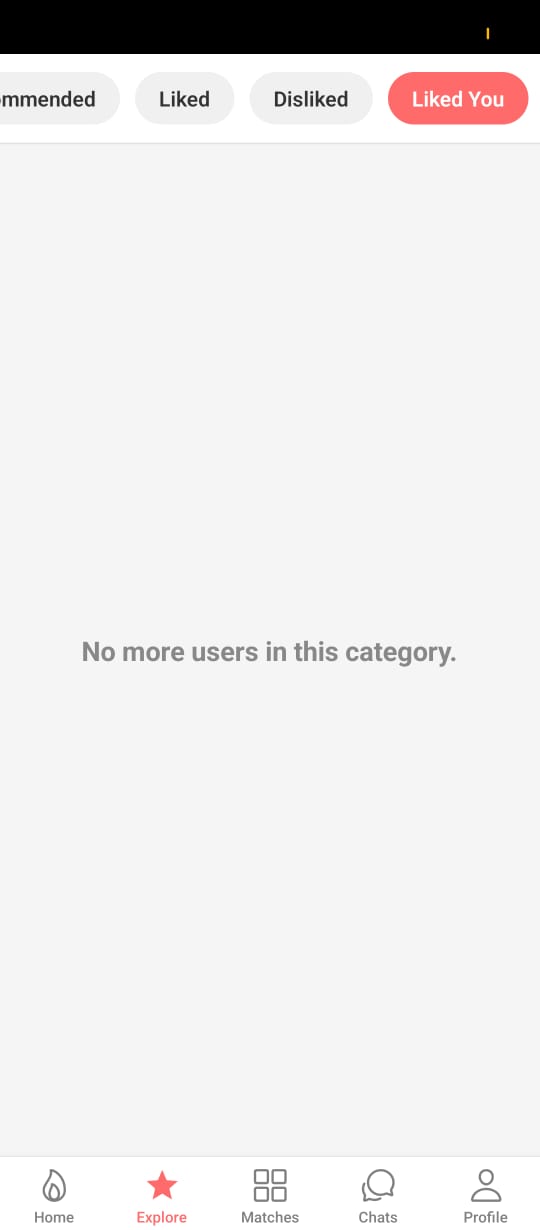 ommended Liked Disliked Liked You
No more users in this category.
Home Explore Matches Chats Profile